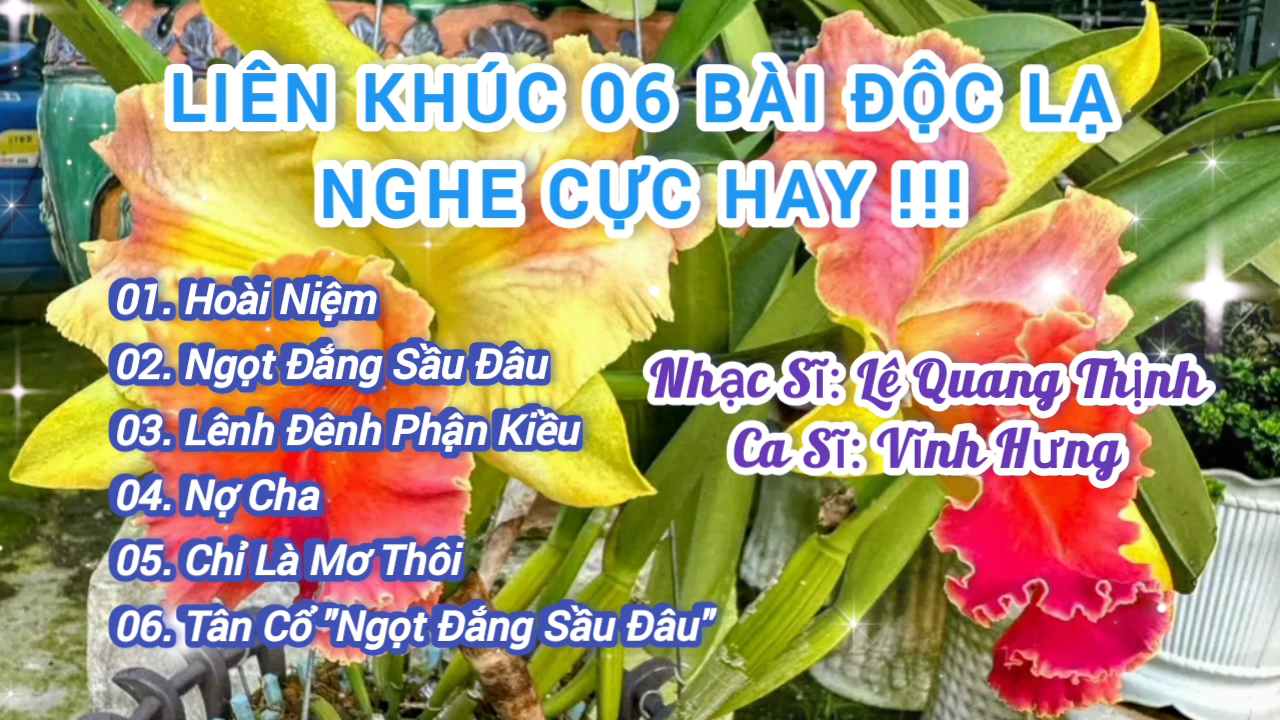 LIÊN KHÚC 06 BÀI ĐỘC LẠ
NGHE CỰC HAY !!!
01. Hoài Niệm
02. Ngọt Đắng Sầu Đâu
03. Lênh Đênh Phận Kiều
04. Nợ Cha
05. Chỉ Là Mơ Thôi
06. Tân Cổ "Ngọt Đắng Sầu Đâu"
Nhạc Sĩ: Lê Quang Thịnh
Ca Sĩ: Vĩnh Hưng